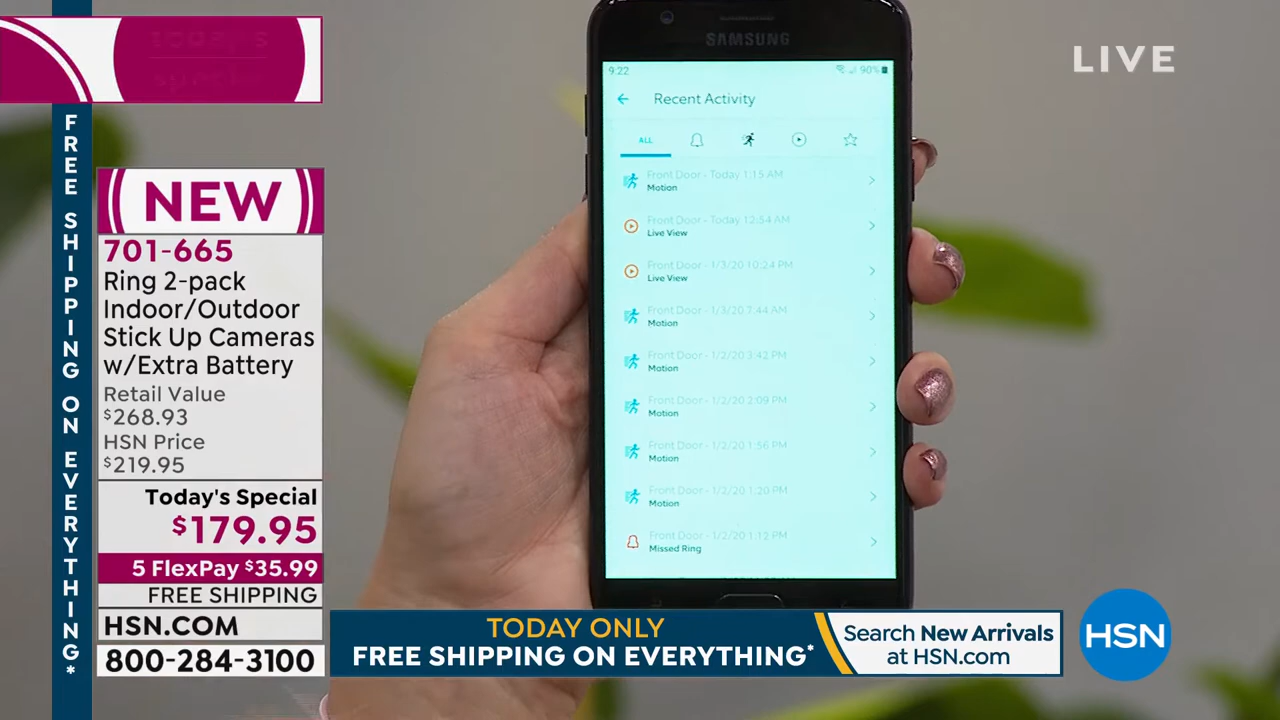 LIVE
FREE SHIPPING ON EVERYTHING*
NEW
701-665
Ring 2-pack
Indoor/Outdoor
Stick Up Cameras
w/Extra Battery
Retail Value
$268.93
HSN Price
$219.95
Today's Special
$179.95
5 FlexPay $35.99
FREE SHIPPING
HSN.COM
800-284-3100
SAMSUNG
9:22
90%
Recent Activity
ALL
Front Door - Today 1:15 AM
Motion
Front Door - Today 12:54 AM
Live View
Front Door - 1/3/20 10:24 PM
Live View
Front Door - 1/3/20 7:44 AM
Motion
Front Door - 1/2/20 3:42 PM
Motion
Front Door - 1/2/20 2:09 PM
Motion
Front Door - 1/2/20 1:56 PM
Motion
Front Door - 1/2/20 1:20 PM
Motion
Front Door - 1/2/20 1:12 PM
Missed Ring
TODAY ONLY
FREE SHIPPING ON EVERYTHING*
Search New Arrivals
at HSN.com
HSN